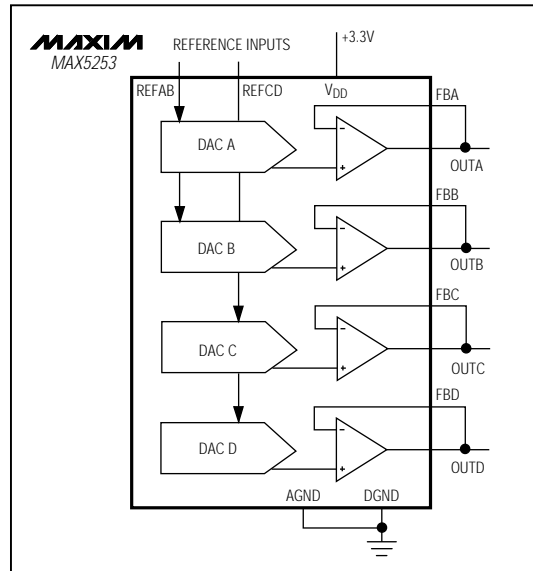 MAXIM
MAX5253
REFERENCE INPUTS
+3.3V
REFAB
REFCD
VDD
FBA
DAC A
-
+
OUTA
FBB
DAC B
-
+
OUTB
FBC
DAC C
-
+
OUTC
FBD
DAC D
-
+
OUTD
AGND
DGND